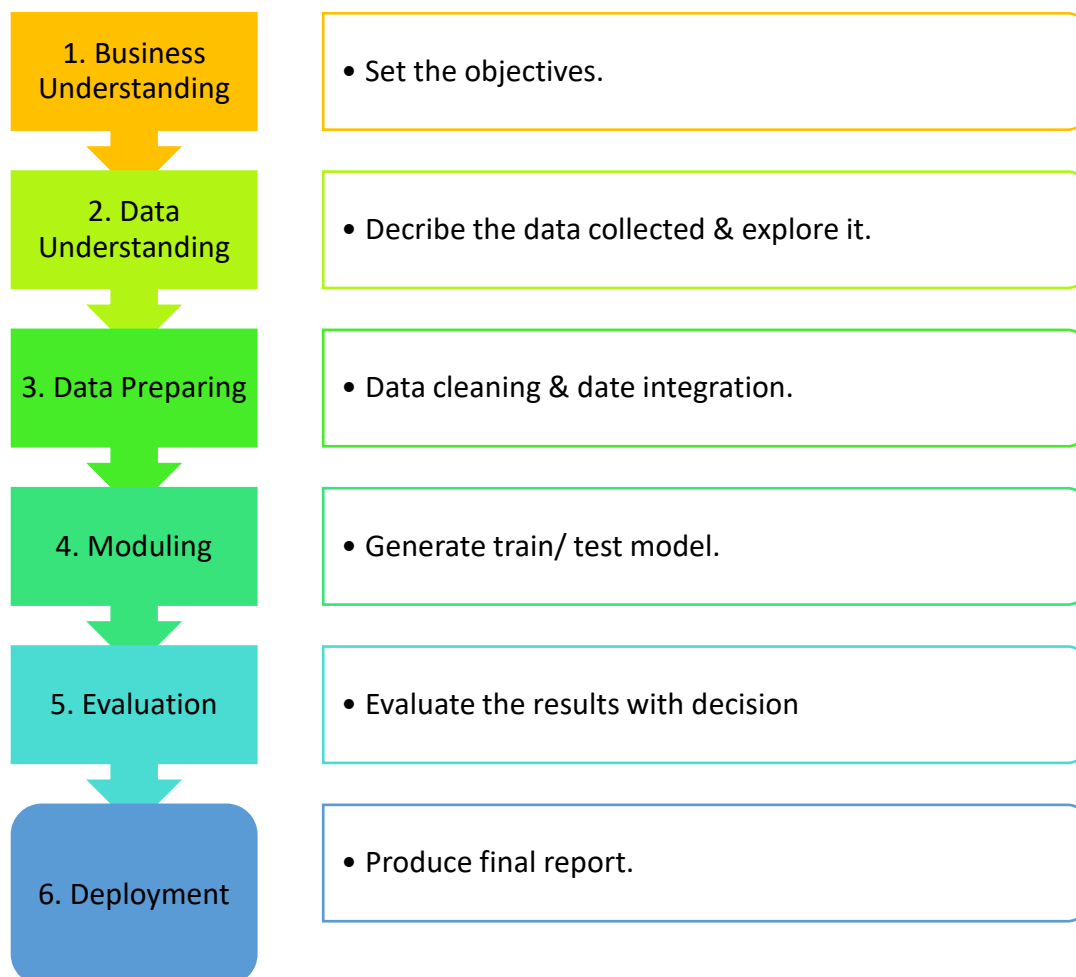 1. Business
Understanding
• Set the objectives.
2. Data
Understanding
• Decribe the data collected & explore it.
3. Data Preparing
• Data cleaning & date integration.
4. Moduling
• Generate train/ test model.
5. Evaluation
• Evaluate the results with decision
6. Deployment
• Produce final report.